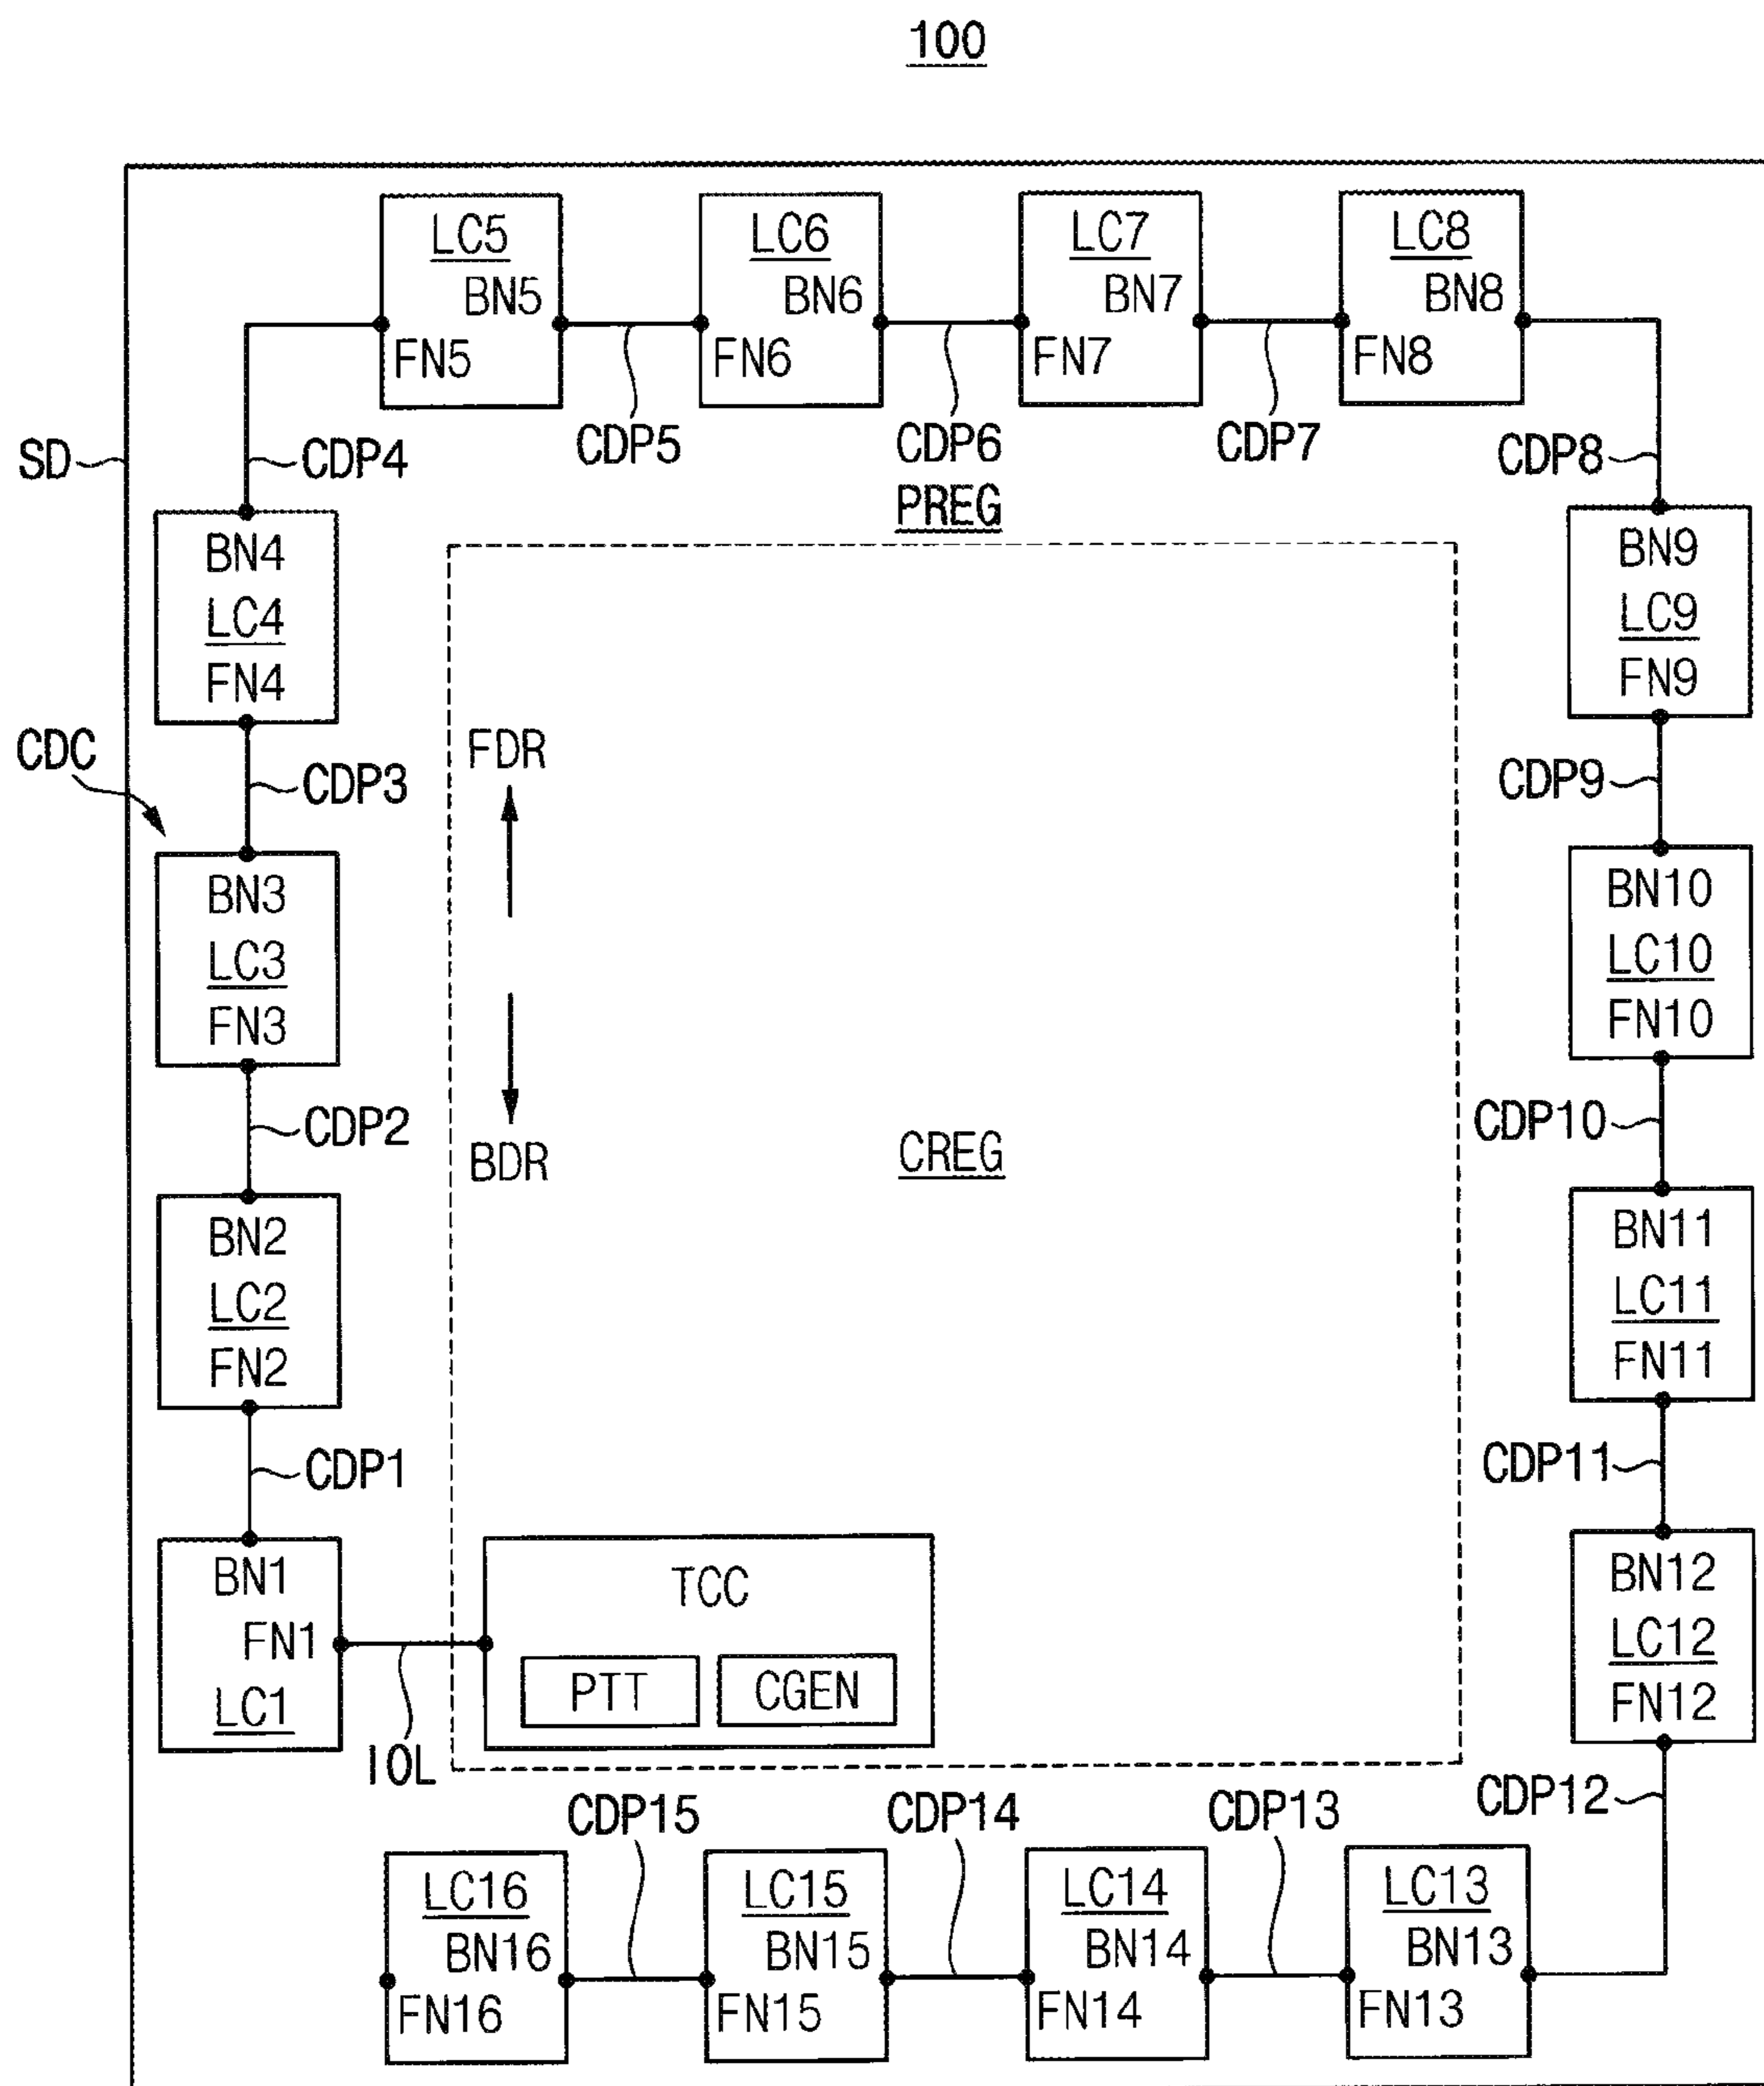 100
LC5
BN5
FN5
LC6
BN6
FN6
LC7
BN7
FN7
LC8
BN8
FN8
CDP5
CDP6
CDP7
SD
CDP4
CDP8
PREG
BN4
LC4
FN4
BN9
LC9
FN9
CDC
CDP3
FDR
CDP9
BN3
LC3
FN3
BN10
LC10
FN10
CDP2
BDR
CREG
CDP10
BN2
LC2
FN2
BN11
LC11
FN11
CDP1
CDP11
BN1
FN1
LC1
TCC
PTT
CGEN
BN12
LC12
FN12
IOL
CDP15
CDP14
CDP13
CDP12
LC16
BN16
FN16
LC15
BN15
FN15
LC14
BN14
FN14
LC13
BN13
FN13